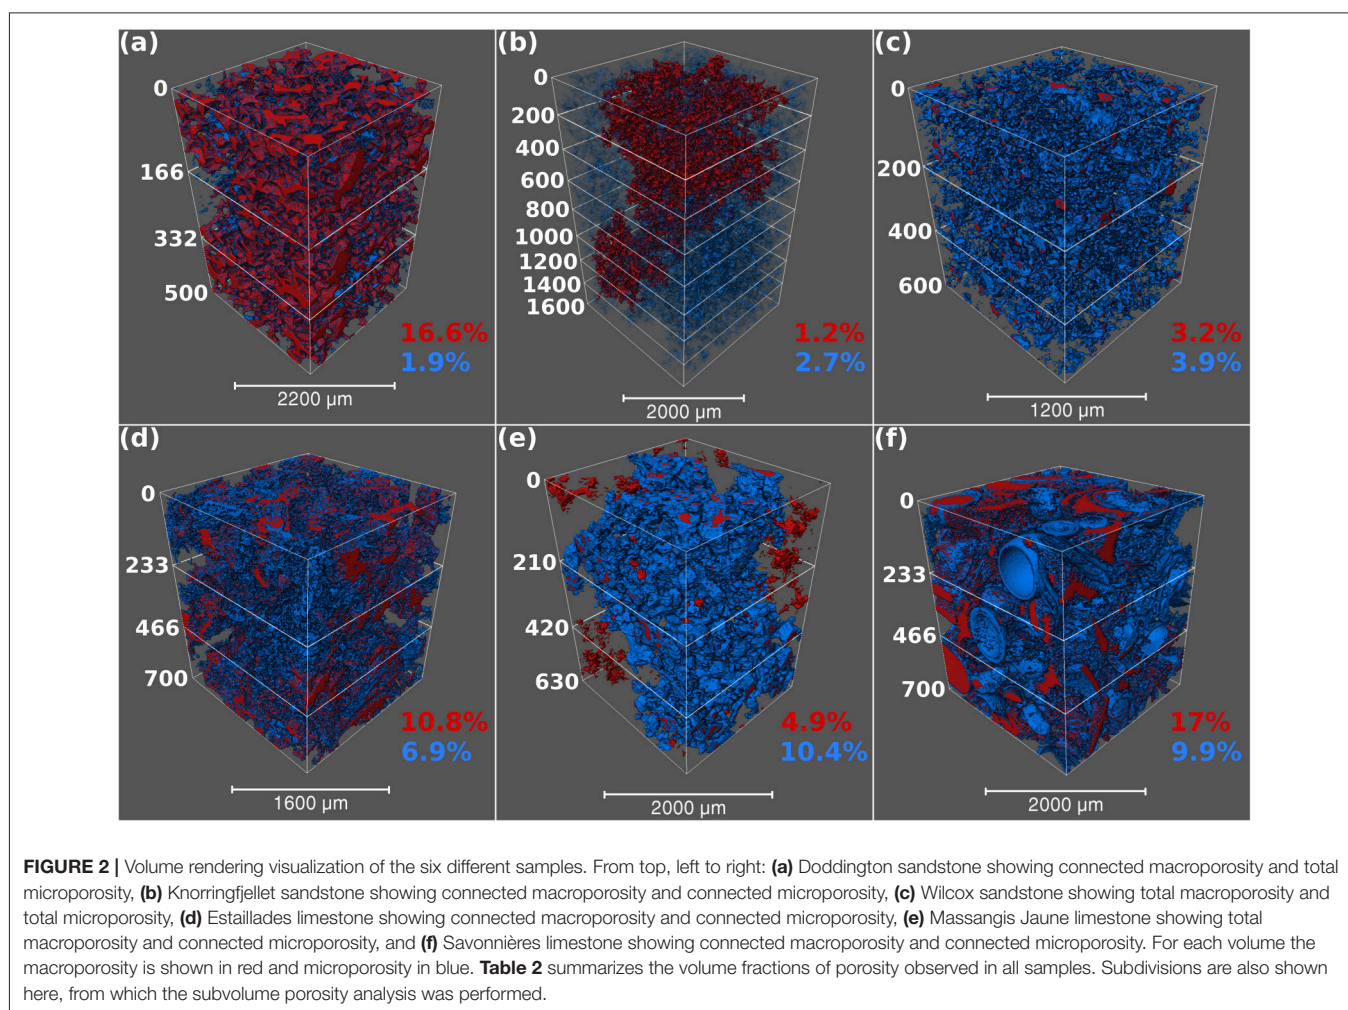 (a)
0
166
332
500
16.6%
1.9%
2200 µm
(b)
0
200
400
600
800
1000
1200
1400
1600
1.2%
2.7%
2000 µm
(c)
0
200
400
600
3.2%
3.9%
1200 µm
(d)
0
233
466
700
10.8%
6.9%
1600 µm
(e)
0
210
420
630
4.9%
10.4%
2000 µm
(f)
0
233
466
700
17%
9.9%
2000 µm
FIGURE 2 | Volume rendering visualization of the six different samples. From top, left to right: (a) Doddington sandstone showing connected macroporosity and total
microporosity, (b) Knorringfjellet sandstone showing connected macroporosity and connected microporosity, (c) Wilcox sandstone showing total macroporosity and
total microporosity, (d) Estaillades limestone showing connected macroporosity and connected microporosity, (e) Massangis Jaune limestone showing total
macroporosity and connected microporosity, and (f) Savonnières limestone showing connected macroporosity and connected microporosity. For each volume the
macroporosity is shown in red and microporosity in blue. Table 2 summarizes the volume fractions of porosity observed in all samples. Subdivisions are also shown
here, from which the subvolume porosity analysis was performed.